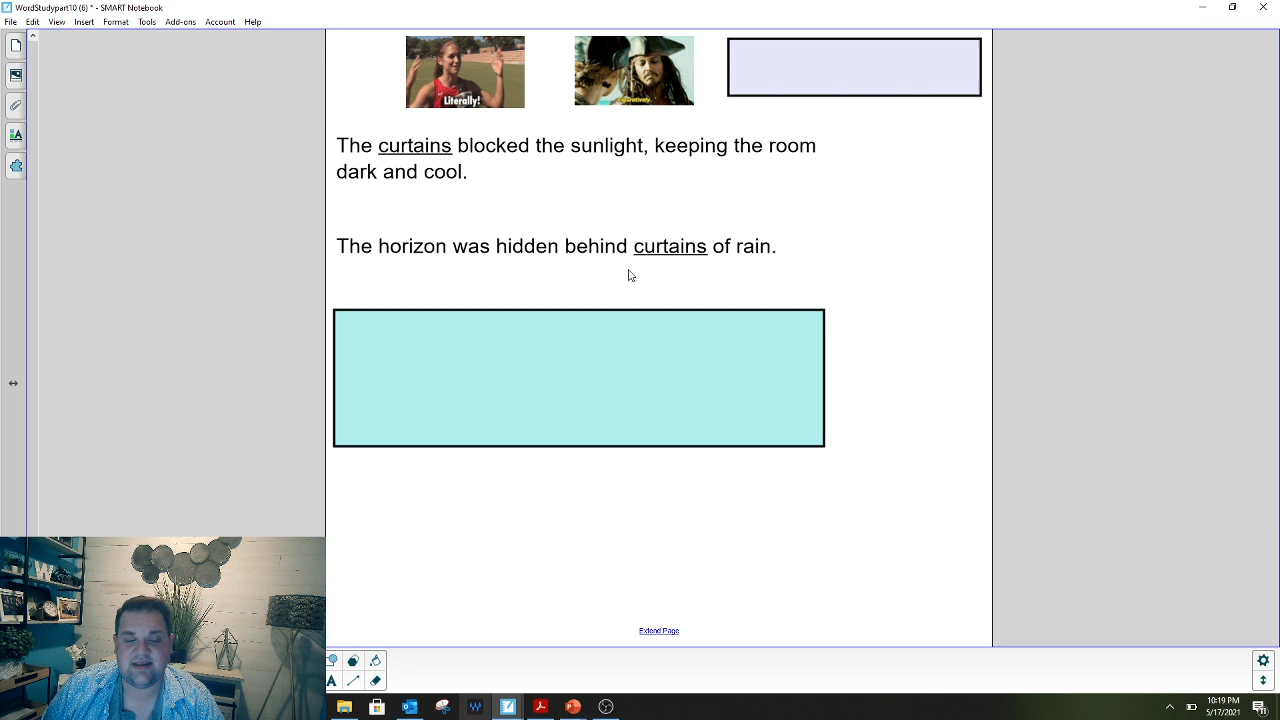 WordStudypart10 (6) * - SMART Notebook
File Edit View Insert Format Tools Add-ons Account Help
Literally!
The curtains blocked the sunlight, keeping the room
dark and cool.
The horizon was hidden behind curtains of rain.
Extend Page
10:19 PM
5/17/2021